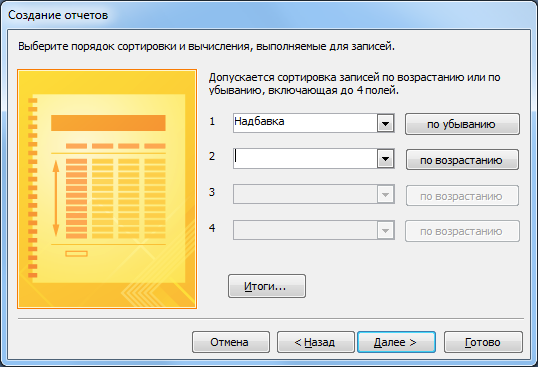 Создание отчетов
Выберите порядок сортировки и вычисления, выполняемые для записей.
Допускается сортировка записей по возрастанию или по
убыванию, включающая до 4 полей.
1 Надбавка по убыванию
2 по возрастанию
3 по возрастанию
4 по возрастанию
Итоги...
Отмена < Назад Далее > Готово